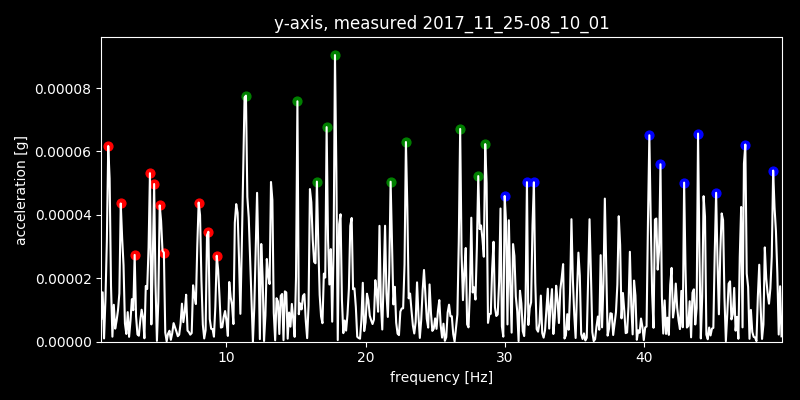 y-axis, measured 2017_11_25-08_10_01
acceleration [g]
0.00008
0.00006
0.00004
0.00002
0.00000
10 20 30 40
frequency [Hz]